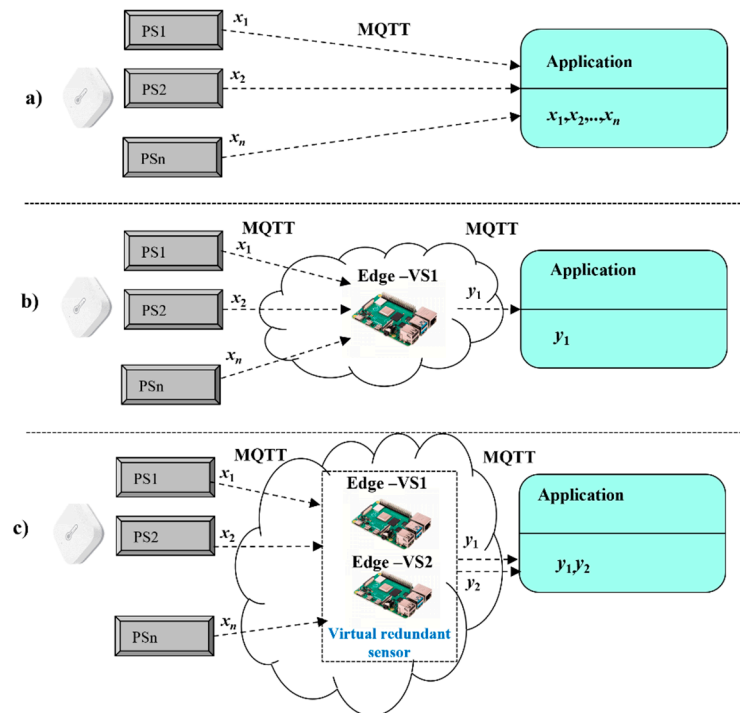 a)
PS1
x1
MQTT
PS2
x2
PSn
xn
Application
x1,x2,..,xn
b)
MQTT
MQTT
PS1
x1
PS2
x2
PSn
xn
Edge –VS1
y1
Application
y1
c)
MQTT
MQTT
PS1
x1
PS2
x2
PSn
xn
Edge –VS1
Edge –VS2
Virtual redundant
sensor
y1
y2
Application
y1,y2